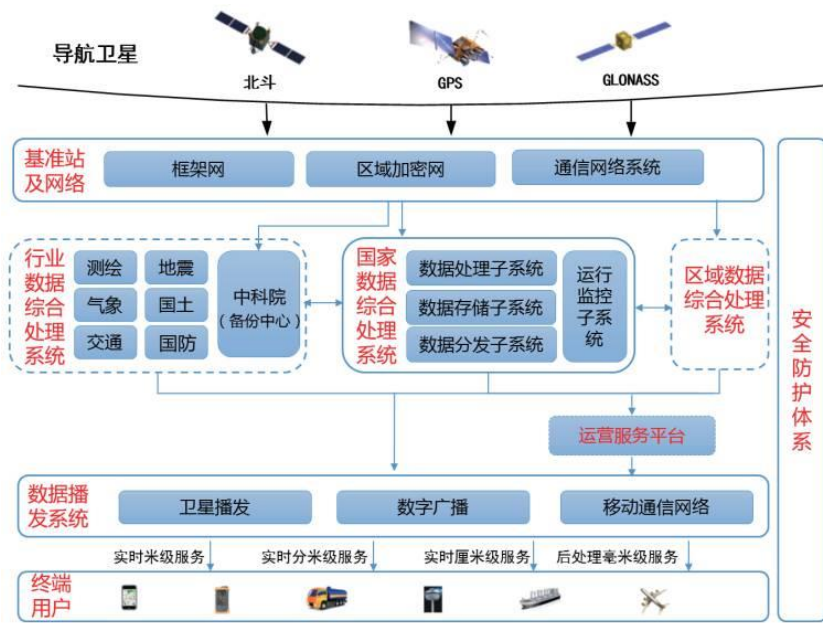 导航卫星
北斗
GPS
GLONASS
基准站
及网络
框架网
区域加密网
通信网络系统
行业
数据
综合
处理
系统
测绘
地震
气象
国土
交通
国防
中科院
(备份中心)
国家
数据
综合
处理
系统
数据处理子系统
数据存储子系统
数据分发子系统
运行
监控
子系
统
区域数据
综合处理
系统
安全防护体系
运营服务平台
数据播
发系统
卫星播发
数字广播
移动通信网络
实时米级服务
实时分米级服务
实时厘米级服务
后处理毫米级服务
终端
用户